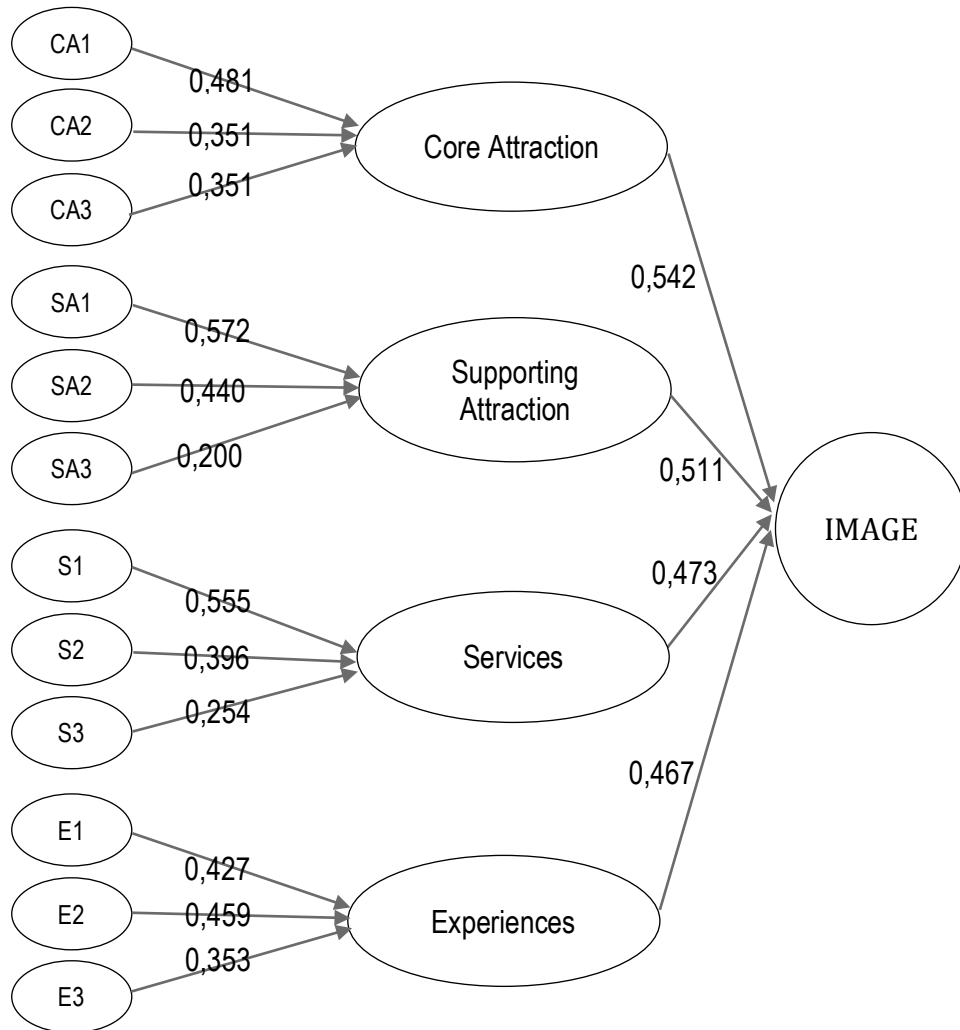 CA1
0,481
CA2
0,351
CA3
0,351
Core Attraction
0,542
SA1
0,572
SA2
0,440
SA3
0,200
Supporting
Attraction
0,511
IMAGE
S1
0,555
S2
0,396
S3
0,254
Services
0,473
E1
0,427
E2
0,459
E3
0,353
Experiences
0,467